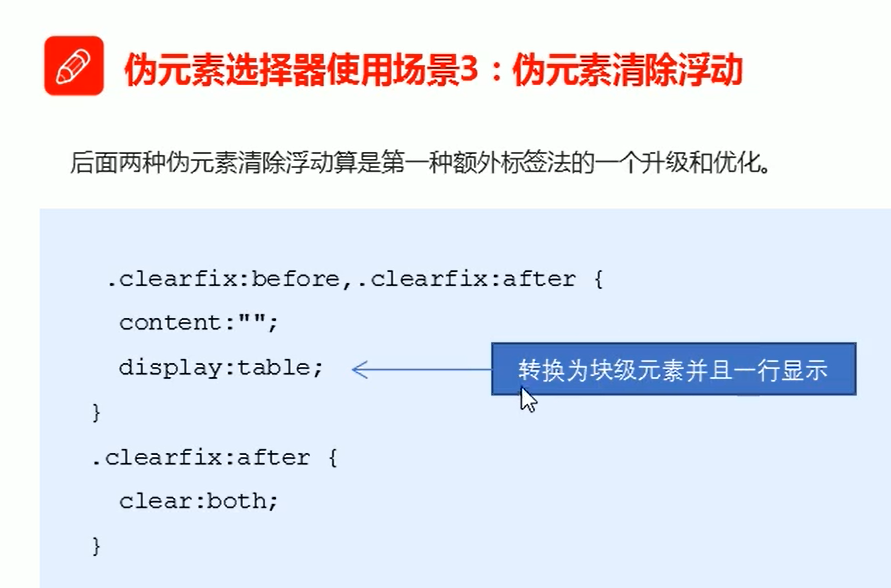 伪元素选择器使用场景3：伪元素清除浮动
后面两种伪元素清除浮动算是第一种额外标签法的一个升级和优化。
.clearfix:before,.clearfix:after {
content:"";
display:table;
转换为块级元素并且一行显示
}
.clearfix:after {
clear:both;
}